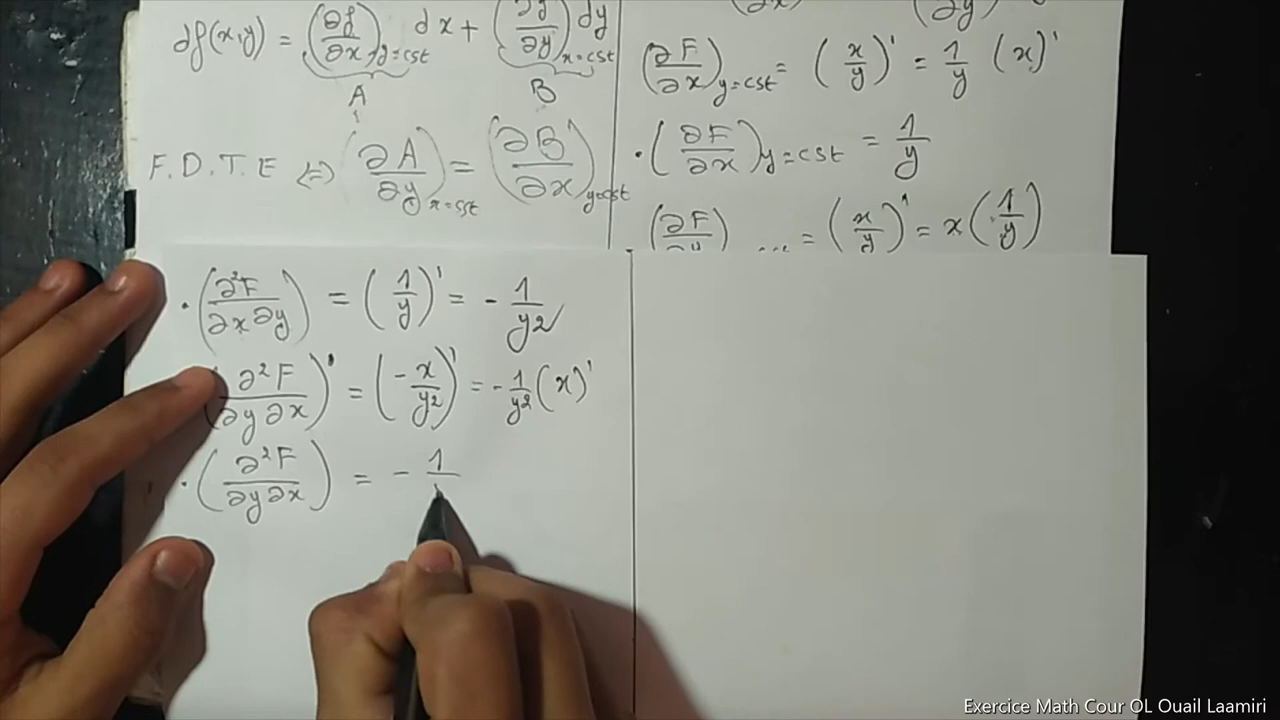 df(x,y) = (∂f/∂x)y=cst dx + (∂f/∂y)x=cst dy
A B
F.D.T.E ⇔ (∂A/∂y)x=cst = (∂B/∂x)y=cst
(∂x) (∂y)
(∂F/∂x)y=cst = (x/y)' = 1/y (x)'
·(∂F/∂x)y=cst = 1/y
(∂F/∂y) ... = (x/y)' = x(1/y)
·(∂²F/∂x∂y) = (1/y)' = -1/y²
(∂²F/∂y∂x)' = (-x/y²)' = -1/y²(x)'
·(∂²F/∂y∂x) = -1
Exercice Math Cour OL Ouail Laamiri